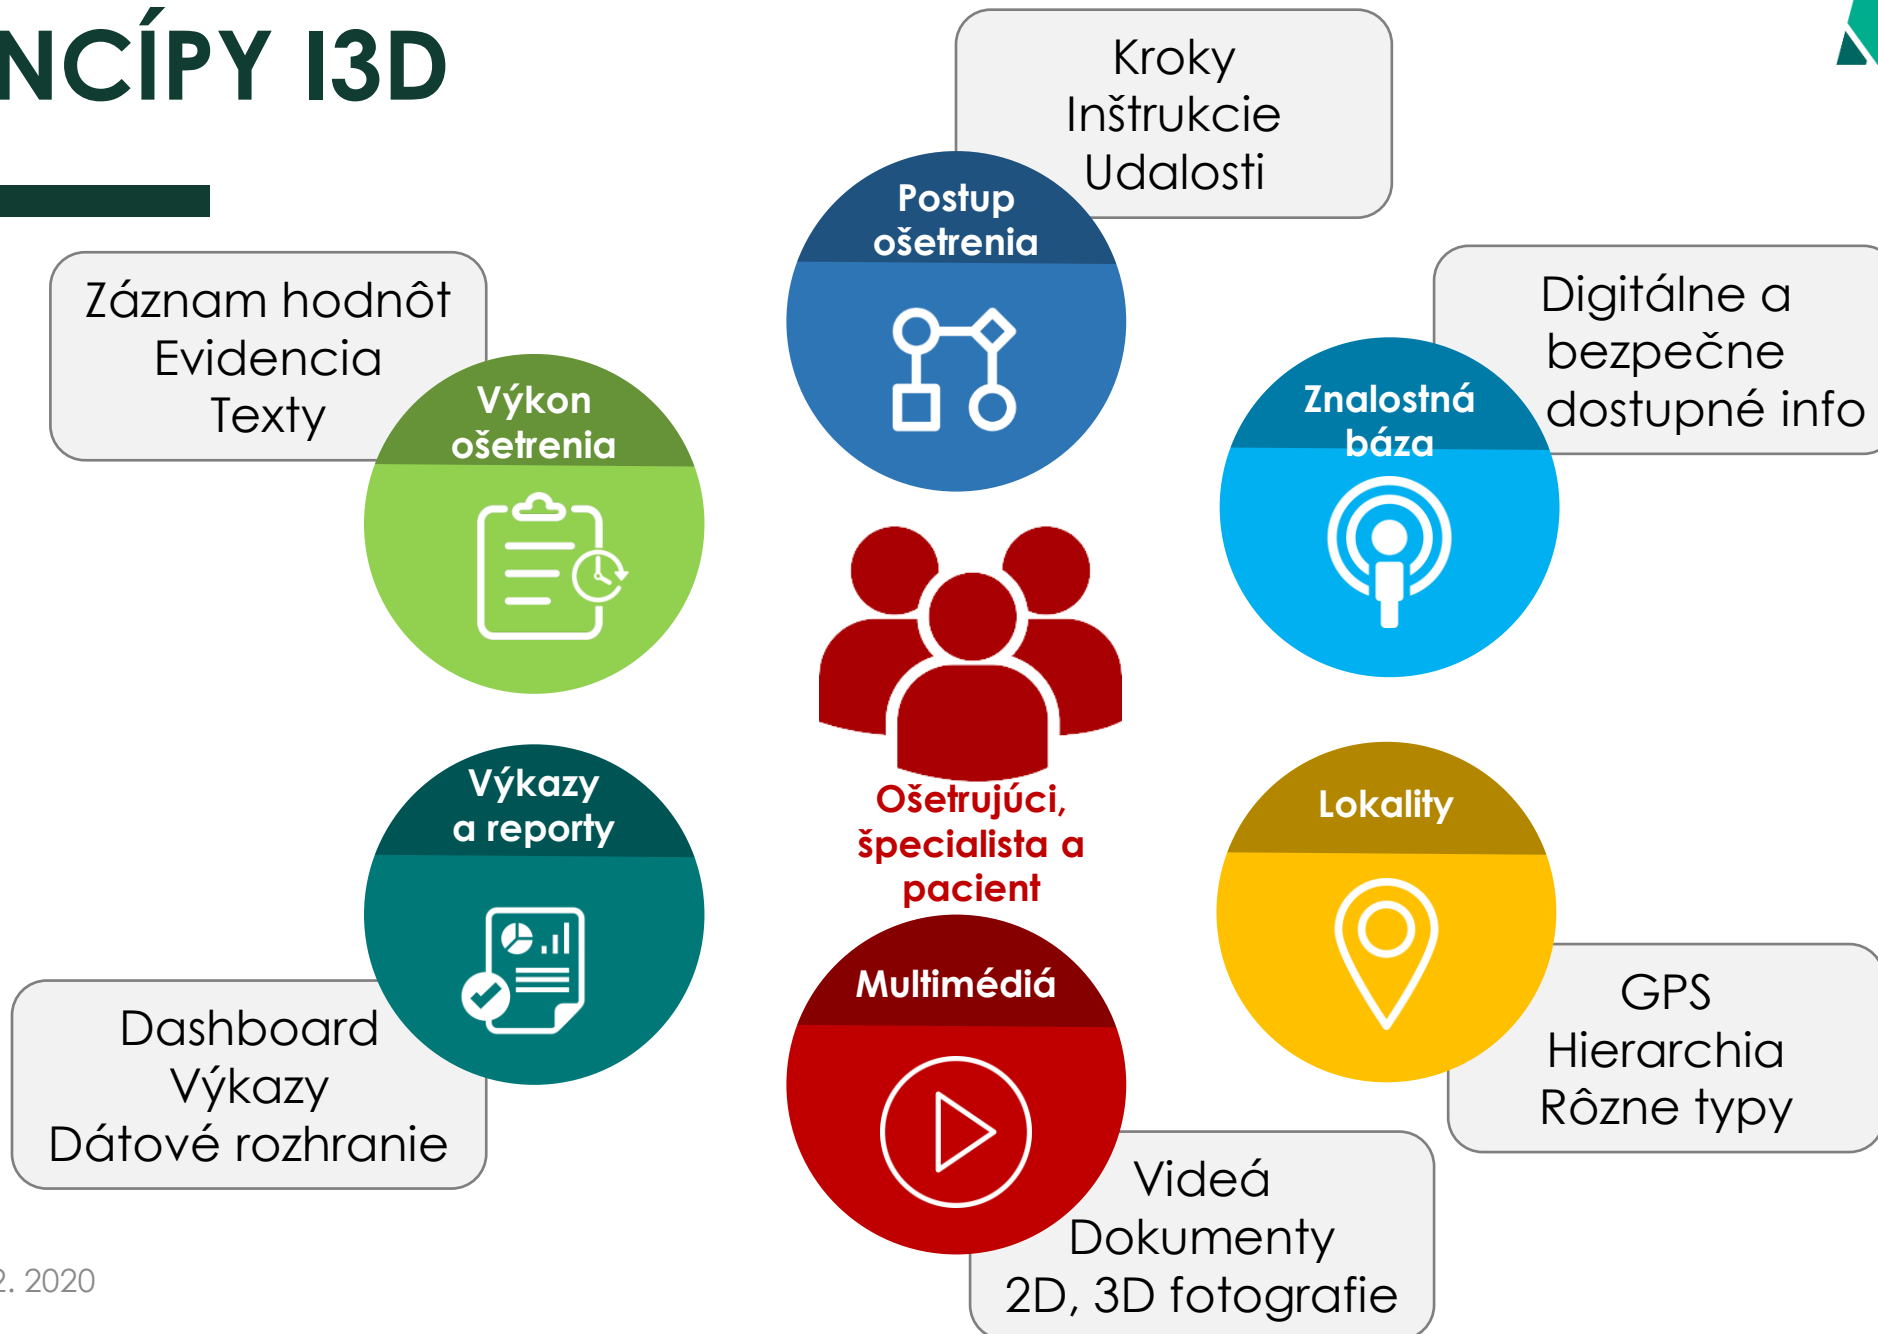 NCÍPY I3D
Kroky
Inštrukcie
Udalosti
Postup
ošetrenia
Záznam hodnôt
Evidencia
Texty
Výkon
ošetrenia
Digitálne a
bezpečne
dostupné info
Znalostná
báza
Ošetrujúci,
špecialista a
pacient
Výkazy
a reporty
Dashboard
Výkazy
Dátové rozhranie
Lokality
GPS
Hierarchia
Rôzne typy
Multimédiá
Videá
Dokumenty
2D, 3D fotografie
2. 2020